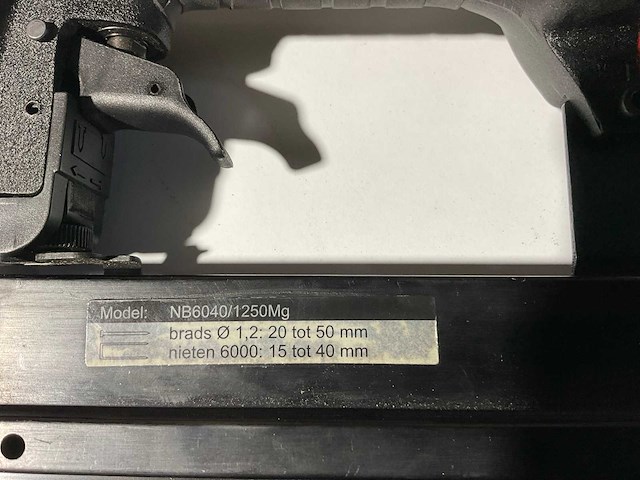 Model: NB6040/1250Mg
brads Ø 1,2: 20 tot 50 mm
nieten 6000: 15 tot 40 mm